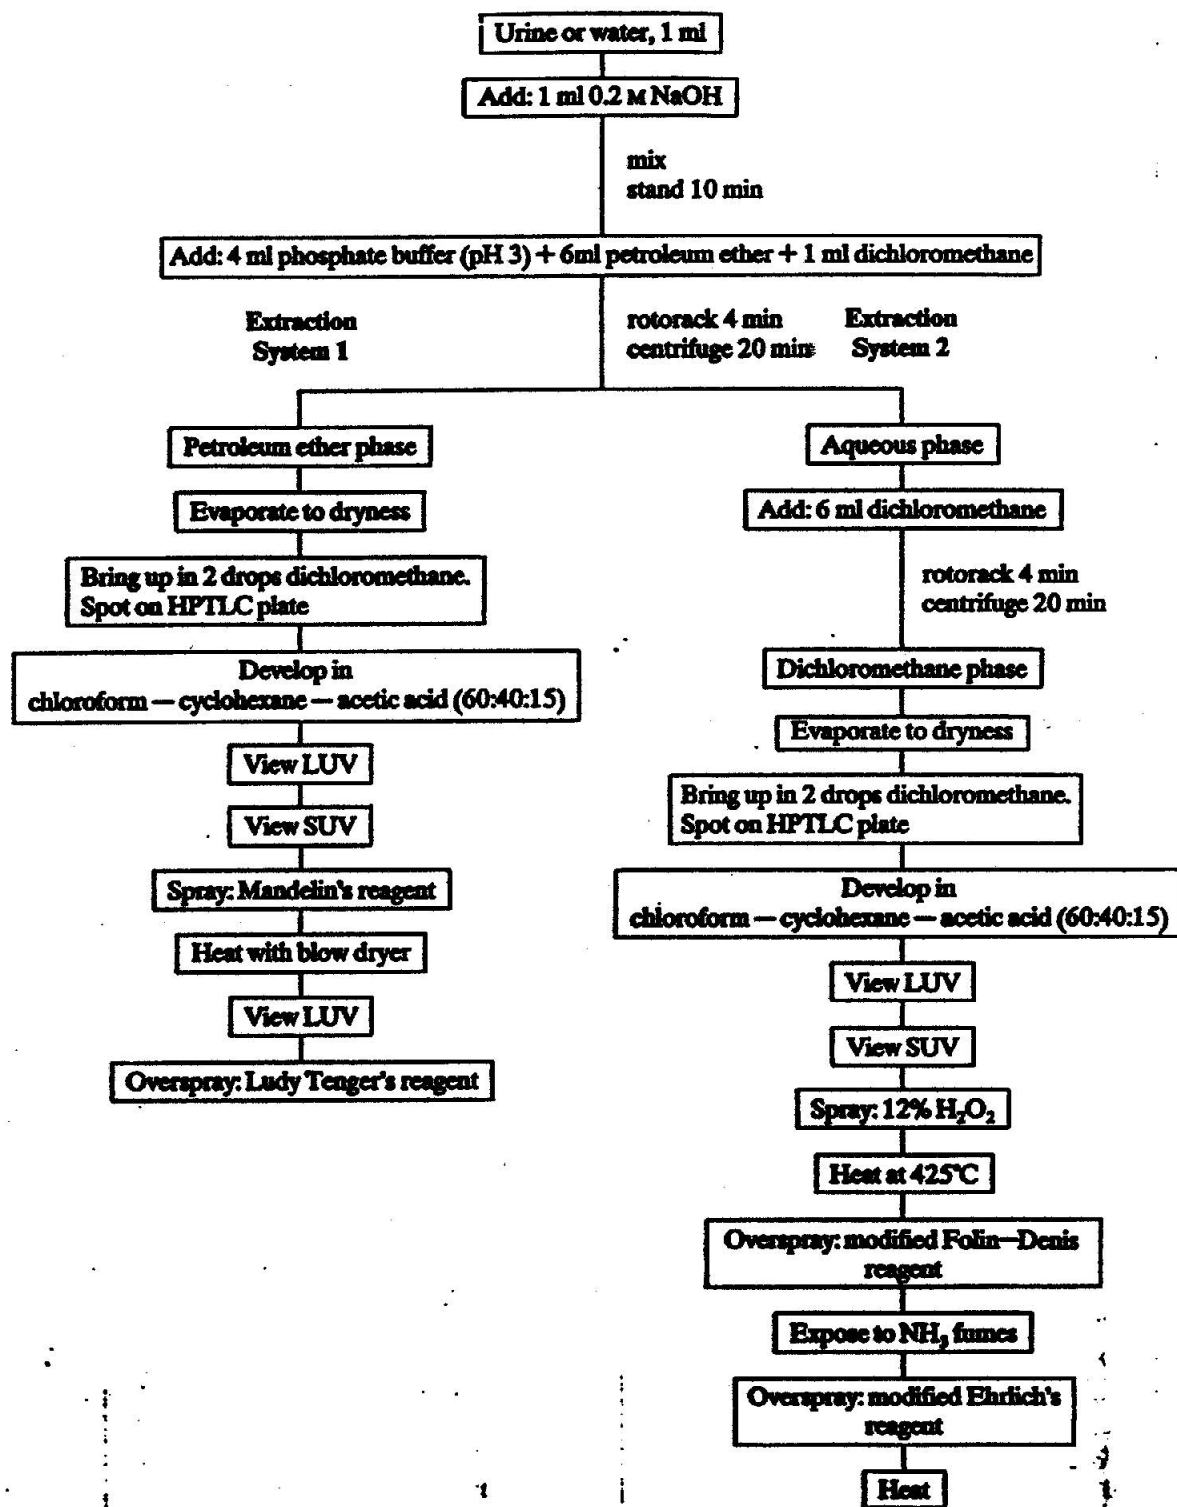 Urine or water, 1 ml
Add: 1 ml 0.2 M NaOH
mix
stand 10 min
Add: 4 ml phosphate buffer (pH 3) + 6ml petroleum ether + 1 ml dichloromethane
Extraction
System 1
rotorack 4 min
centrifuge 20 min
Extraction
System 2
Petroleum ether phase
Evaporate to dryness
Bring up in 2 drops dichloromethane.
Spot on HPTLC plate
Develop in
chloroform — cyclohexane — acetic acid (60:40:15)
View LUV
View SUV
Spray: Mandelin's reagent
Heat with blow dryer
View LUV
Overspray: Ludy Tenger's reagent
Aqueous phase
Add: 6 ml dichloromethane
rotorack 4 min
centrifuge 20 min
Dichloromethane phase
Evaporate to dryness
Bring up in 2 drops dichloromethane.
Spot on HPTLC plate
Develop in
chloroform — cyclohexane — acetic acid (60:40:15)
View LUV
View SUV
Spray: 12% H₂O₂
Heat at 425°C
Overspray: modified Folin—Denis
reagent
Expose to NH₃ fumes
Overspray: modified Ehrlich's
reagent
Heat